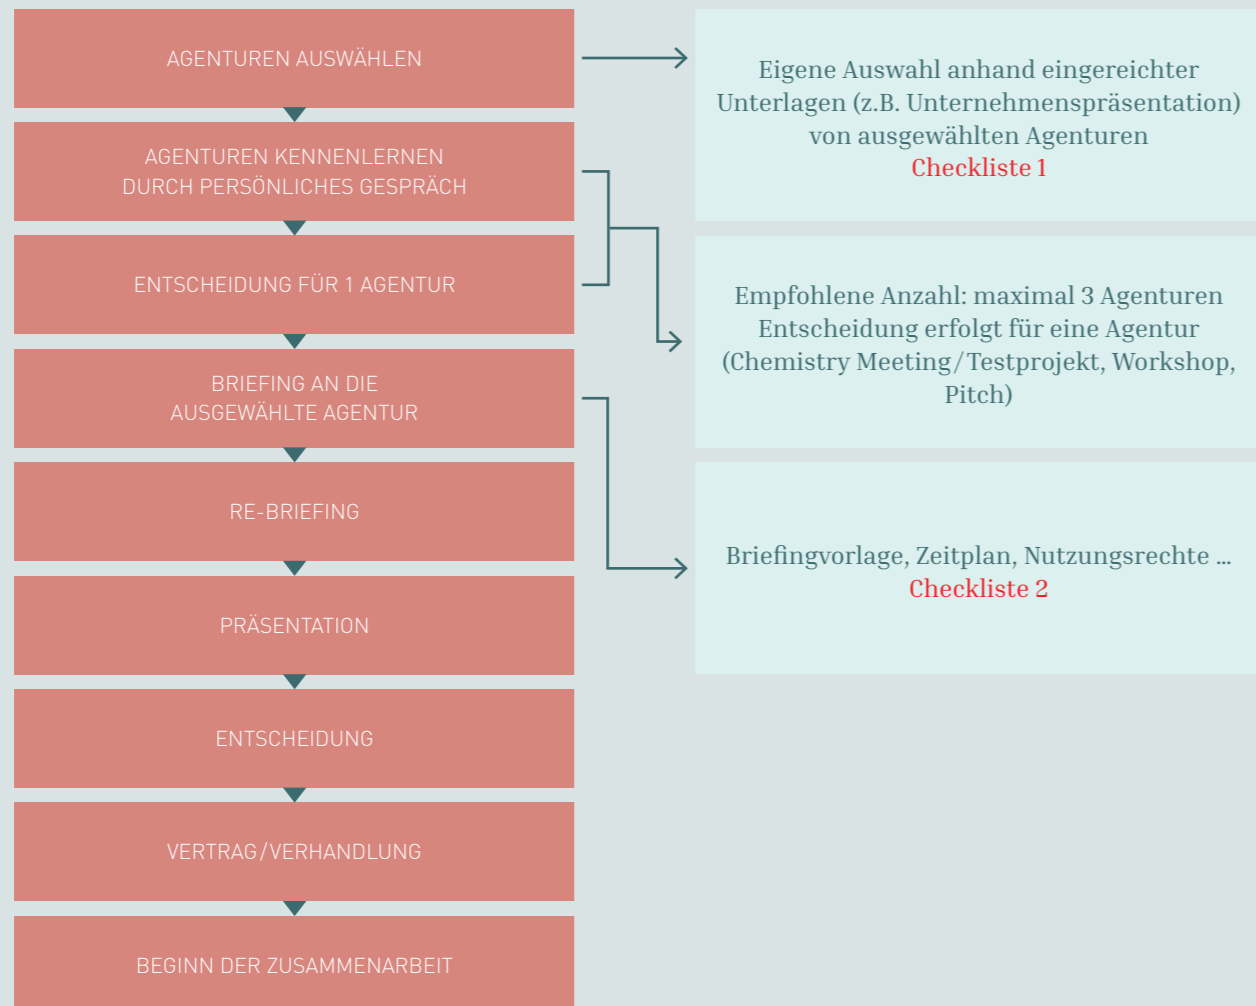 AGENTUREN AUSWÄHLEN
AGENTUREN KENNENLERNEN
DURCH PERSÖNLICHES GESPRÄCH
ENTSCHEIDUNG FÜR 1 AGENTUR
BRIEFING AN DIE
AUSGEWÄHLTE AGENTUR
RE-BRIEFING
PRÄSENTATION
ENTSCHEIDUNG
VERTRAG/VERHANDLUNG
BEGINN DER ZUSAMMENARBEIT
Eigene Auswahl anhand eingereichter
Unterlagen (z.B. Unternehmenspräsentation)
von ausgewählten Agenturen
Checkliste 1
Empfohlene Anzahl: maximal 3 Agenturen
Entscheidung erfolgt für eine Agentur
(Chemistry Meeting/Testprojekt, Workshop,
Pitch)
Briefingvorlage, Zeitplan, Nutzungsrechte ...
Checkliste 2